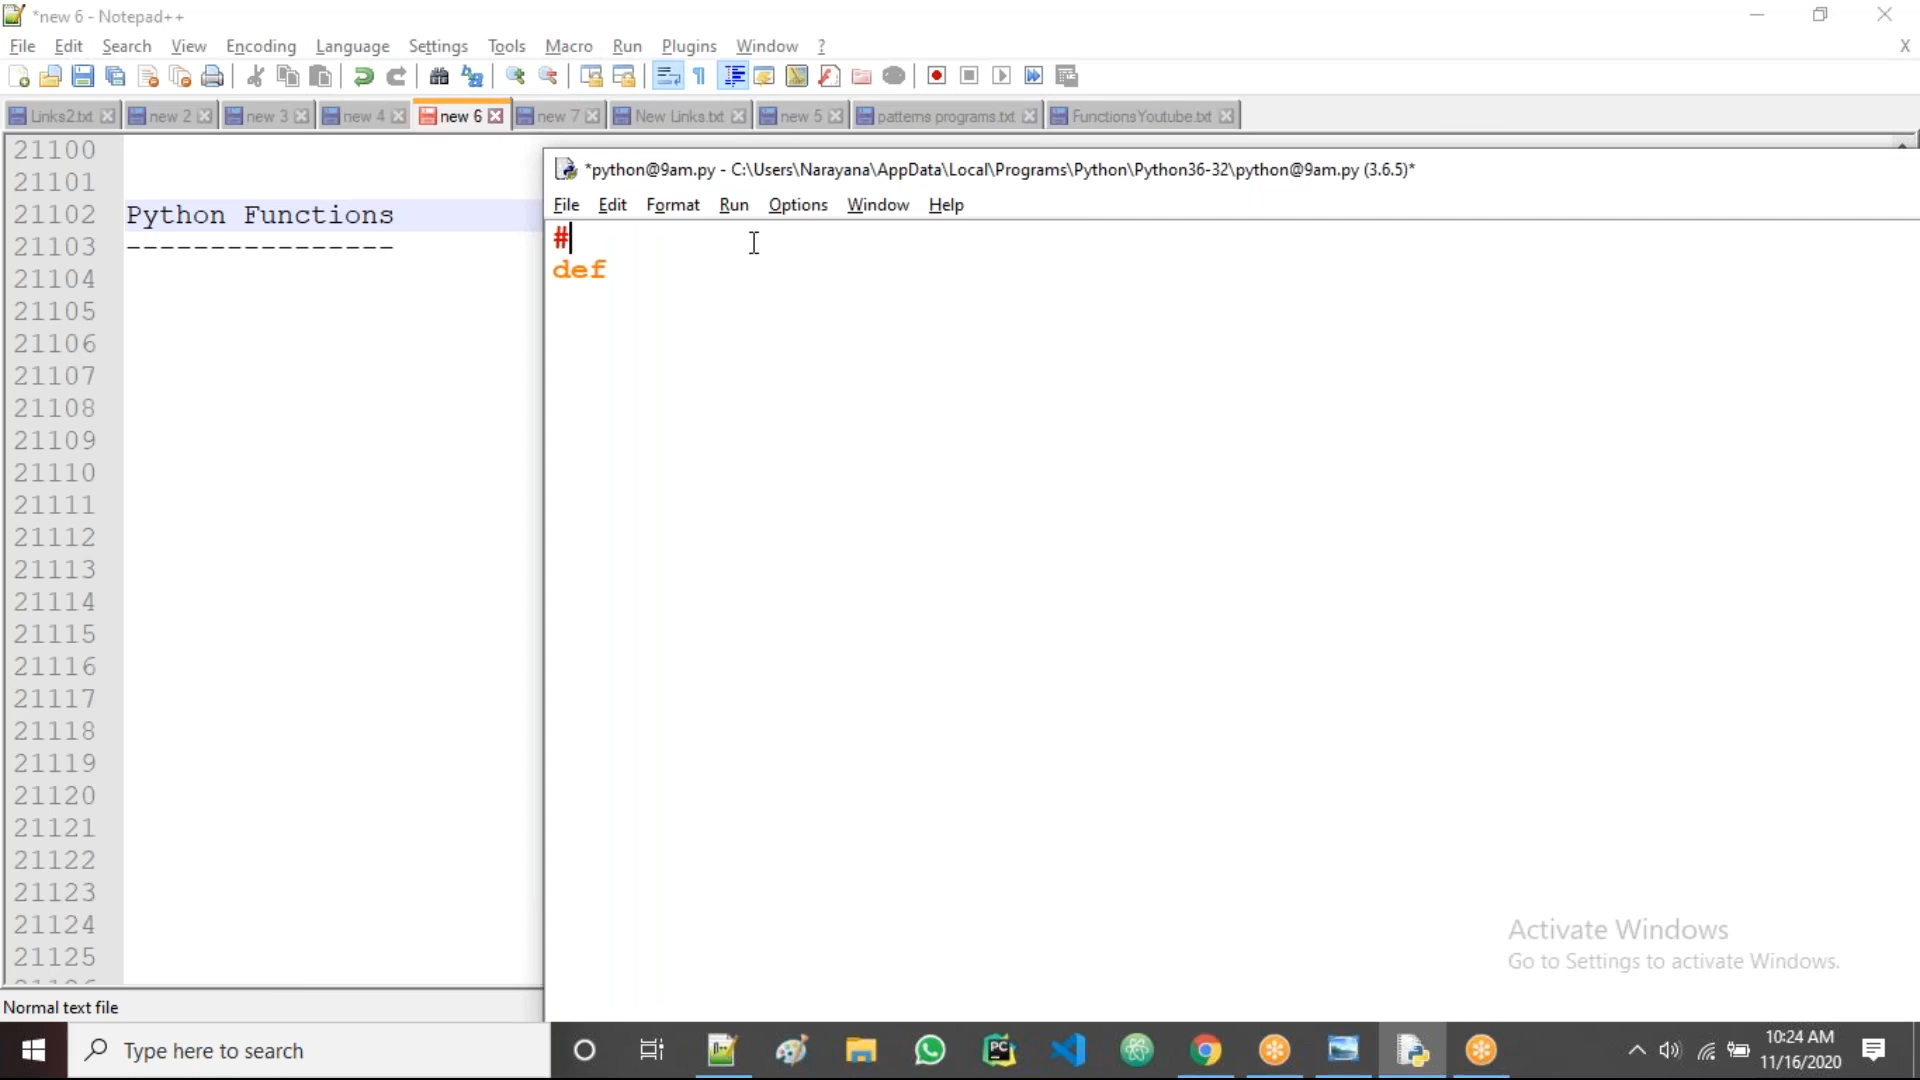 *new 6 - Notepad++
File Edit Search View Encoding Language Settings Tools Macro Run Plugins Window ? X
Links2.txt new 2 new 3 new 4 new 6 new 7 New Links.txt new 5 patterns programs.txt FunctionsYoutube.txt
21100
21101
21102 Python Functions
21103 ----------------
21104
21105
21106
21107
21108
21109
21110
21111
21112
21113
21114
21115
21116
21117
21118
21119
21120
21121
21122
21123
21124
21125
Normal text file
*python@9am.py - C:\Users\Narayana\AppData\Local\Programs\Python\Python36-32\python@9am.py (3.6.5)*
File Edit Format Run Options Window Help
#
def
Activate Windows
Go to Settings to activate Windows.
Type here to search
10:24 AM
11/16/2020